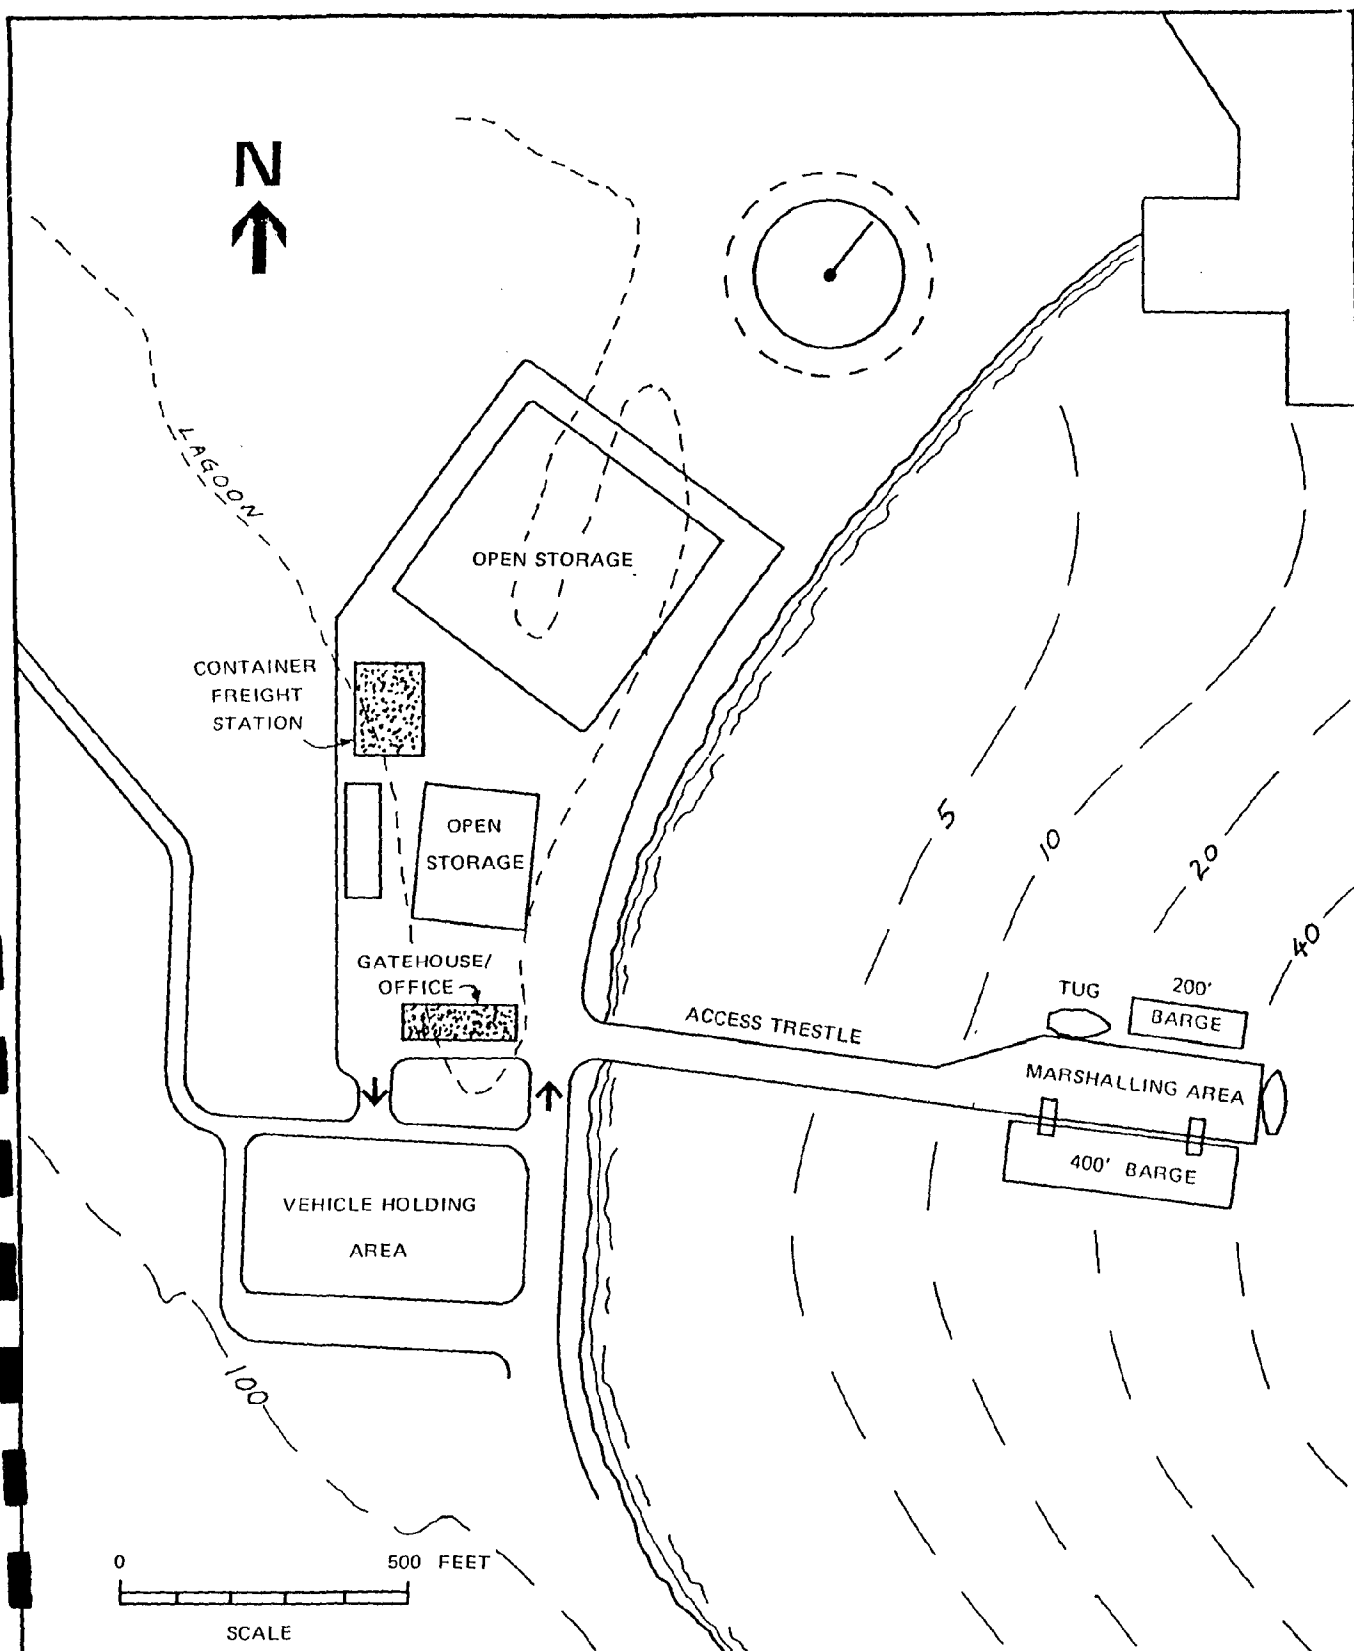 N
LAGOON
OPEN STORAGE
CONTAINER
FREIGHT
STATION
OPEN
STORAGE
5
10
20
40
GATEHOUSE/
OFFICE
TUG
200'
BARGE
ACCESS TRESTLE
MARSHALLING AREA
400' BARGE
VEHICLE HOLDING
AREA
100
0
500 FEET
SCALE